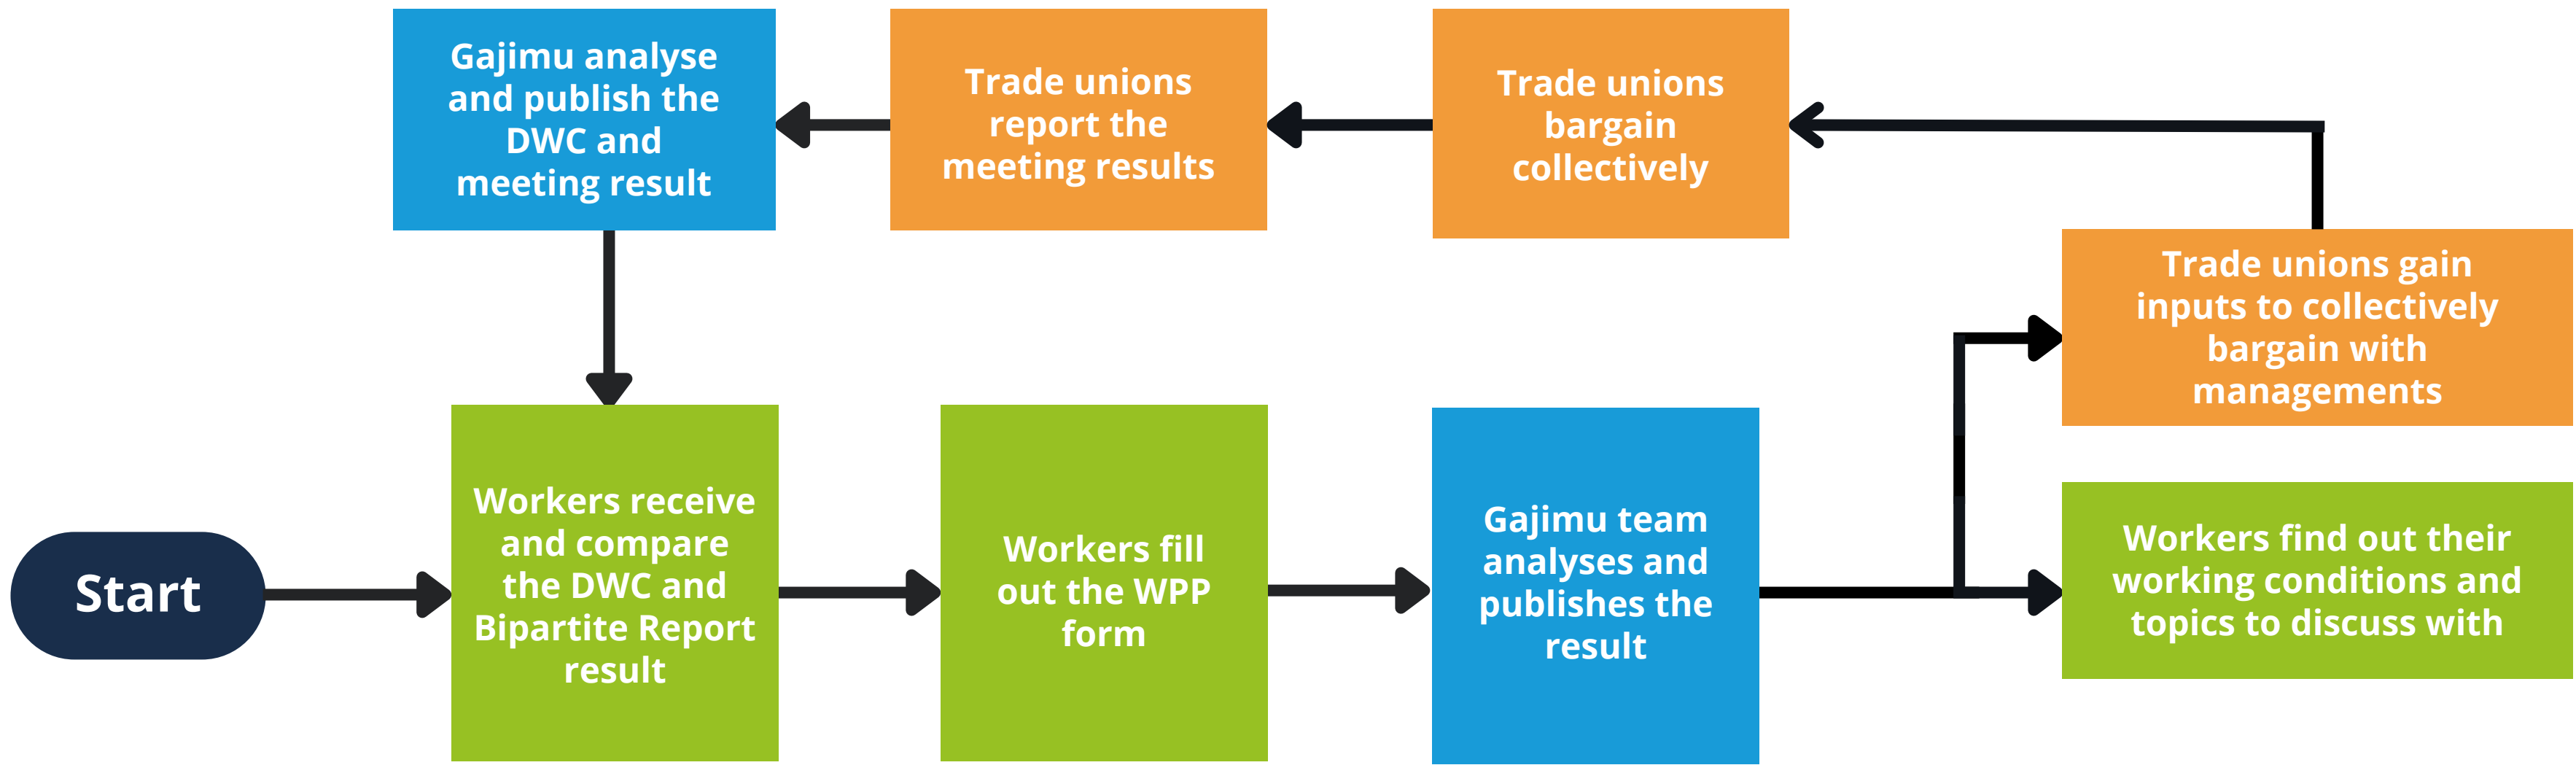 Gajimu analyse
and publish the
DWC and
meeting result
Trade unions
report the
meeting results
Trade unions
bargain
collectively
Trade unions gain
inputs to collectively
bargain with
managements
Start
Workers receive
and compare
the DWC and
Bipartite Report
result
Workers fill
out the WPP
form
Gajimu team
analyses and
publishes the
result
Workers find out their
working conditions and
topics to discuss with